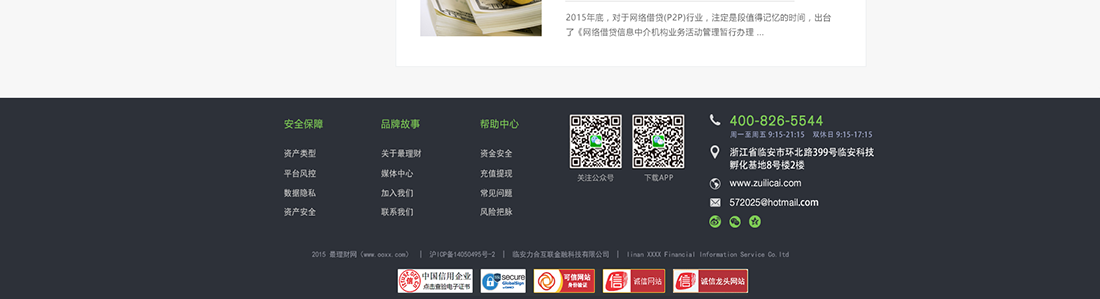 2015年底，对于网络借贷(P2P)行业，注定是段值得记忆的时间，出台
了《网络借贷信息中介机构业务活动管理暂行办理 ...
安全保障
资产类型
平台风控
数据隐私
资产安全
品牌故事
关于最理财
媒体中心
加入我们
联系我们
帮助中心
资金安全
充值提现
常见问题
风险把脉
关注公众号
下载APP
400-826-5544
周一至周五 9:15-21:15 双休日 9:15-17:15
浙江省临安市环北路399号临安科技
孵化基地8号楼2楼
www.zuilicai.com
572025@hotmail.com
2015 最理财网（www.ooxx.com） | 沪ICP备14050495号-2 | 临安力合互联金融科技有限公司 | linan XXXX Financial Information Service Co.ltd
中国信用企业
点击查验电子证书
secure
GlobalSign
可信网站
身份验证
信
诚信网站
信
诚信龙头网站